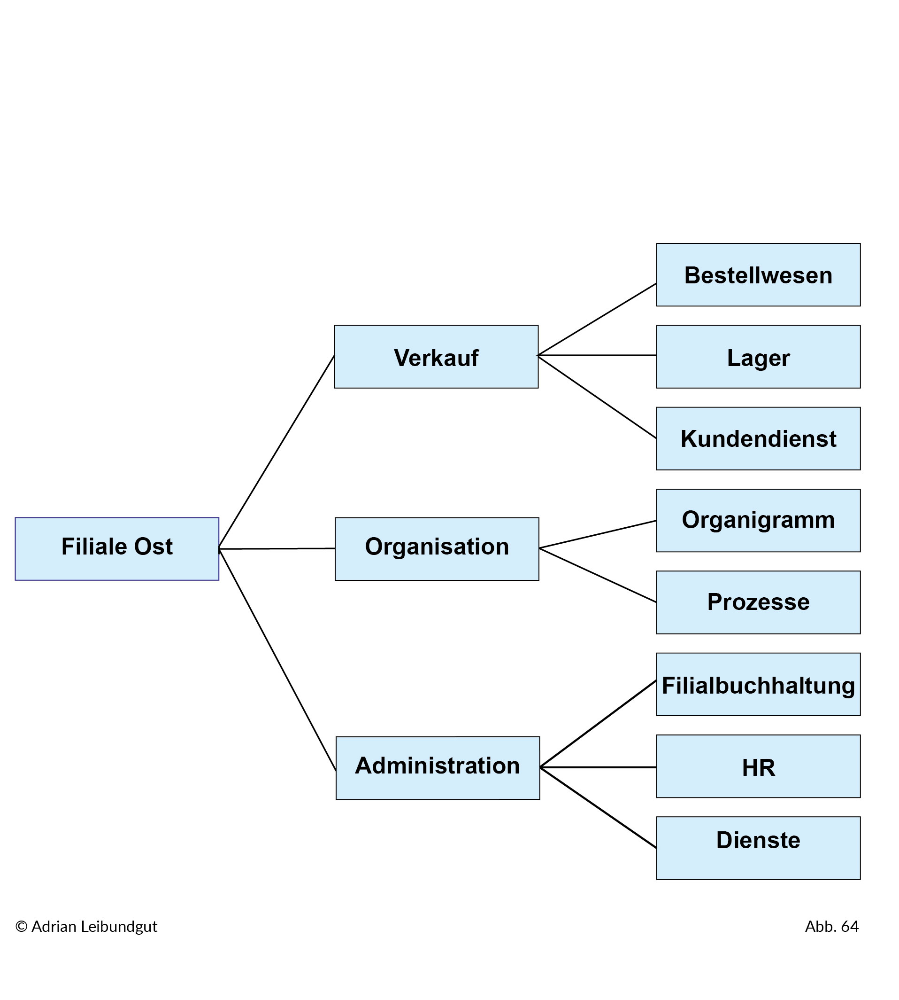 Bestellwesen
Verkauf
Lager
Kundendienst
Filiale Ost
Organisation
Organigramm
Prozesse
Filialbuchhaltung
Administration
HR
Dienste
© Adrian Leibundgut
Abb. 64